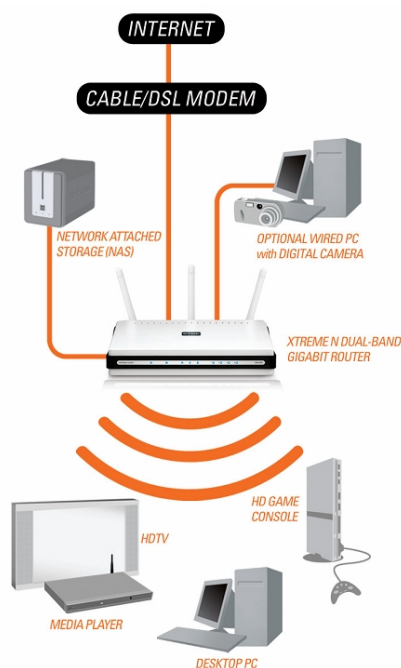 INTERNET
CABLE/DSL MODEM
NETWORK ATTACHED
STORAGE (NAS)
OPTIONAL WIRED PC
with DIGITAL CAMERA
XTREME N DUAL-BAND
GIGABIT ROUTER
HD GAME
CONSOLE
HDTV
MEDIA PLAYER
DESKTOP PC